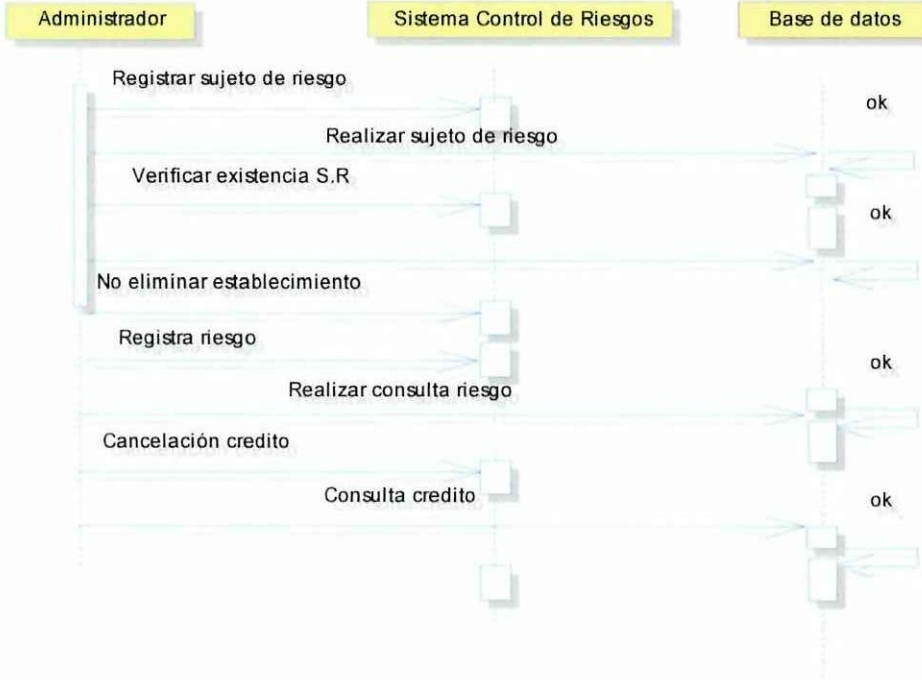 Administrador
Sistema Control de Riesgos
Base de datos
Registrar sujeto de riesgo
ok
Realizar sujeto de riesgo
Verificar existencia S.R
ok
No eliminar establecimiento
Registra riesgo
ok
Realizar consulta riesgo
Cancelación credito
Consulta credito
ok